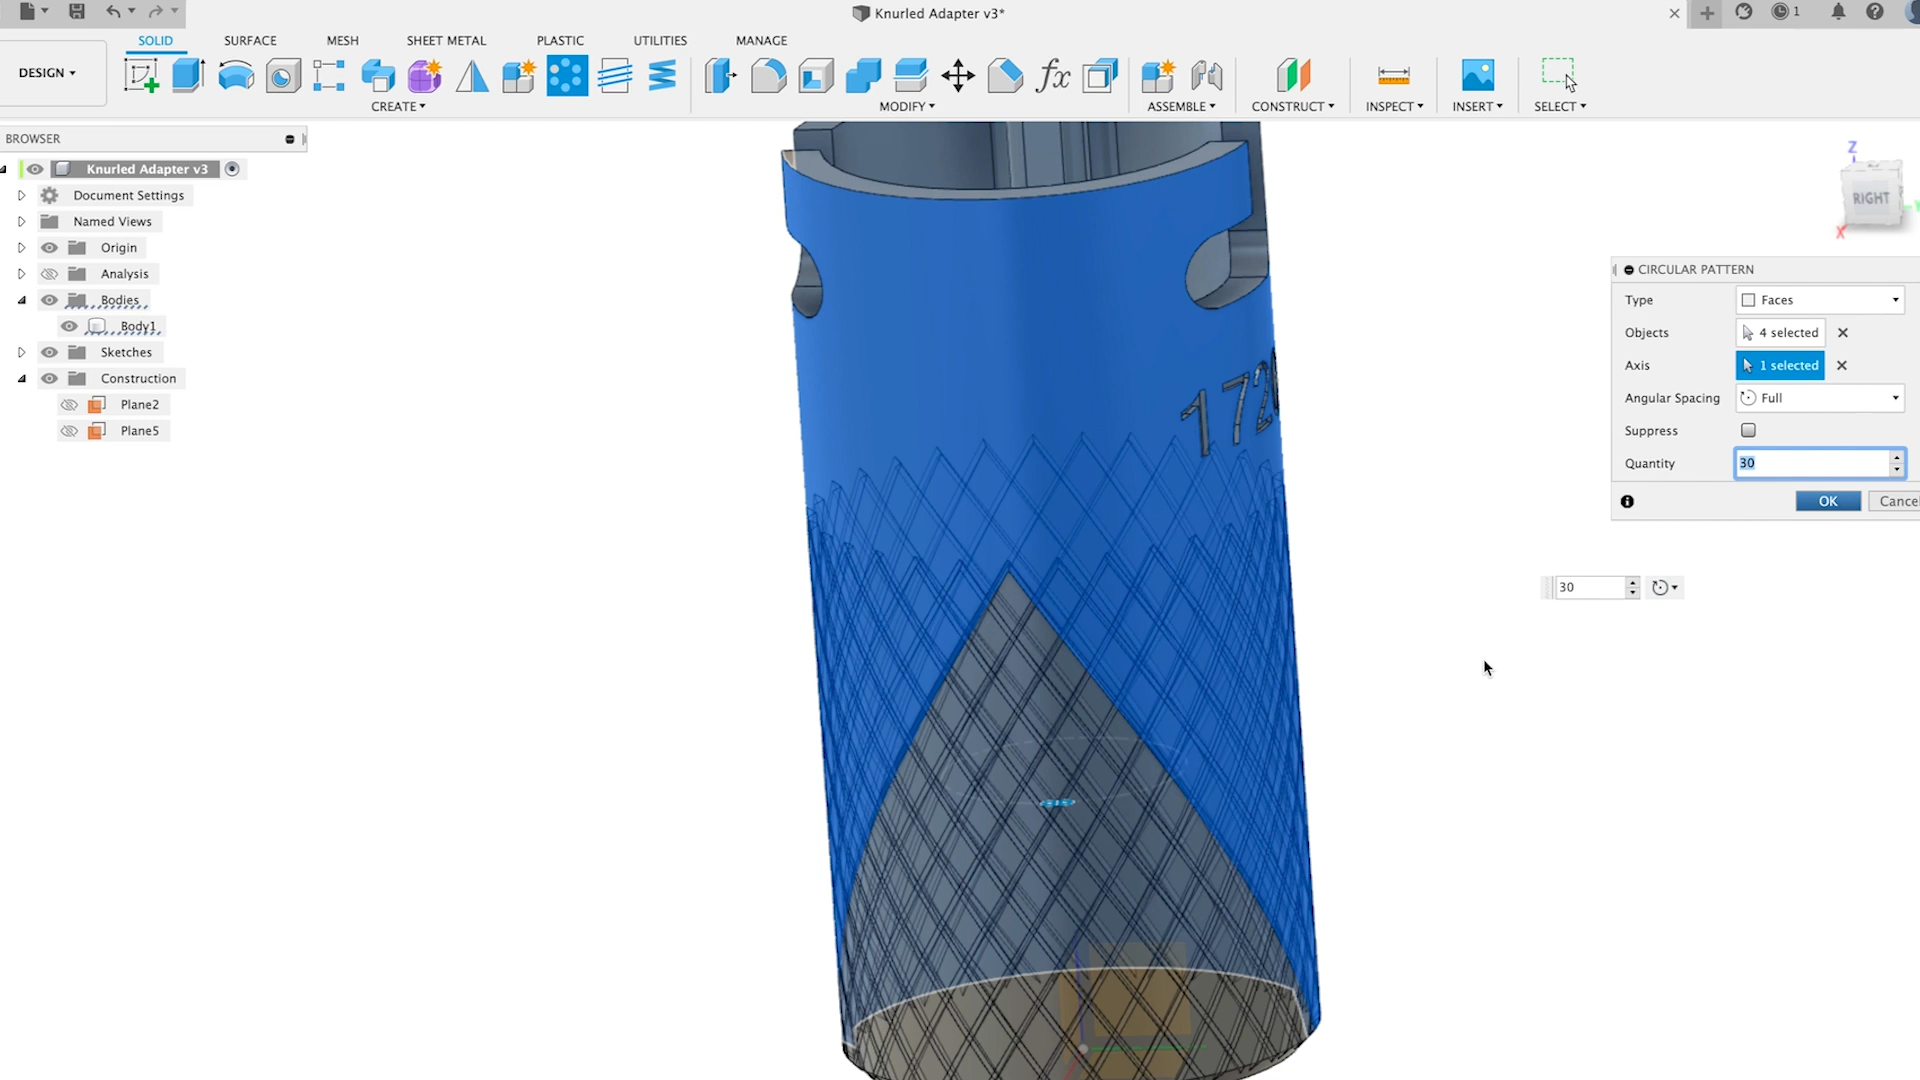 Knurled Adapter v3*
1
DESIGN
SOLID
SURFACE
MESH
SHEET METAL
PLASTIC
UTILITIES
MANAGE
CREATE
MODIFY
ASSEMBLE
CONSTRUCT
INSPECT
INSERT
SELECT
BROWSER
Knurled Adapter v3
Document Settings
Named Views
Origin
Analysis
Bodies
Body1
Sketches
Construction
Plane2
Plane5
Z
RIGHT
X
CIRCULAR PATTERN
Type
Faces
Objects
4 selected
Axis
1 selected
Angular Spacing
Full
Suppress
Quantity
30
OK
Cancel
30
172